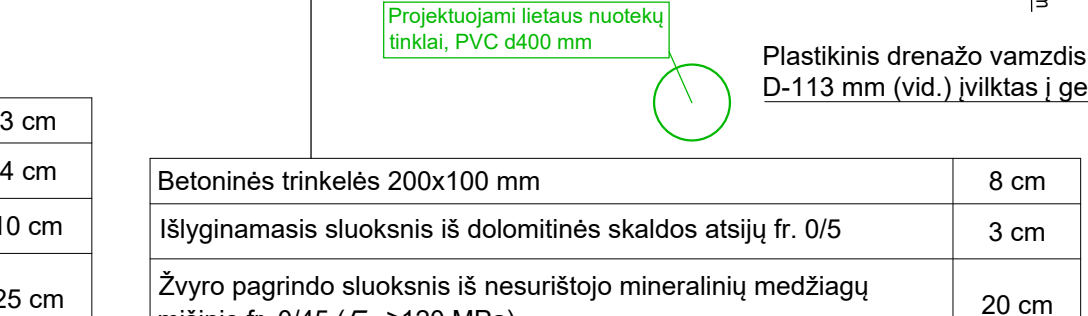 Projektuojami lietaus nuotekų
tinklai, PVC d400 mm
Plastikinis drenažo vamzdis
D-113 mm (vid.) įvilktas į ge
3 cm
4 cm
10 cm
25 cm
Betoninės trinkelės 200x100 mm 8 cm
Išlyginamasis sluoksnis iš dolomitinės skaldos atsijų fr. 0/5 3 cm
Žvyro pagrindo sluoksnis iš nesurištojo mineralinių medžiagų
20 cm